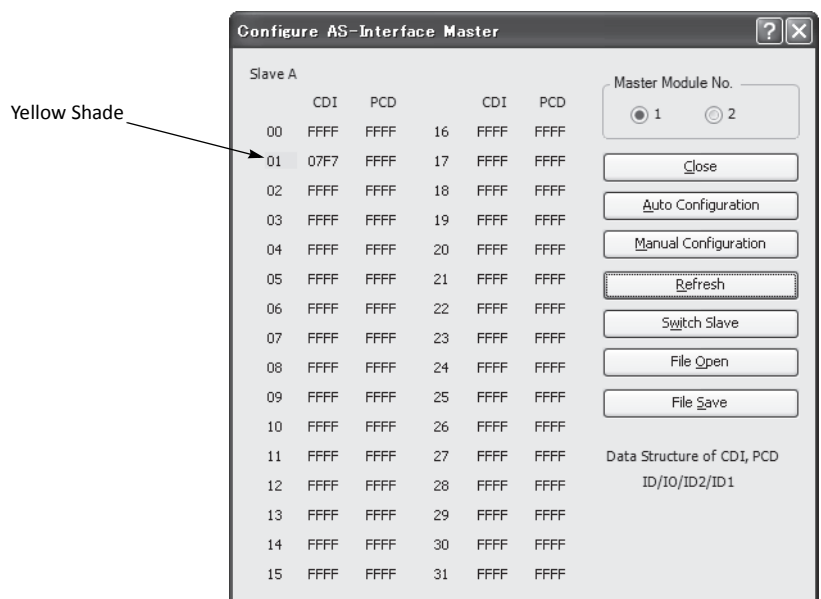 Configure AS-Interface Master
Slave A
CDI PCD CDI PCD
00 FFFF FFFF 16 FFFF FFFF
01 07F7 FFFF 17 FFFF FFFF
02 FFFF FFFF 18 FFFF FFFF
03 FFFF FFFF 19 FFFF FFFF
04 FFFF FFFF 20 FFFF FFFF
05 FFFF FFFF 21 FFFF FFFF
06 FFFF FFFF 22 FFFF FFFF
07 FFFF FFFF 23 FFFF FFFF
08 FFFF FFFF 24 FFFF FFFF
09 FFFF FFFF 25 FFFF FFFF
10 FFFF FFFF 26 FFFF FFFF
11 FFFF FFFF 27 FFFF FFFF
12 FFFF FFFF 28 FFFF FFFF
13 FFFF FFFF 29 FFFF FFFF
14 FFFF FFFF 30 FFFF FFFF
15 FFFF FFFF 31 FFFF FFFF
Yellow Shade
Master Module No.
1 2
Close
Auto Configuration
Manual Configuration
Refresh
Switch Slave
File Open
File Save
Data Structure of CDI, PCD
ID/IO/ID2/ID1